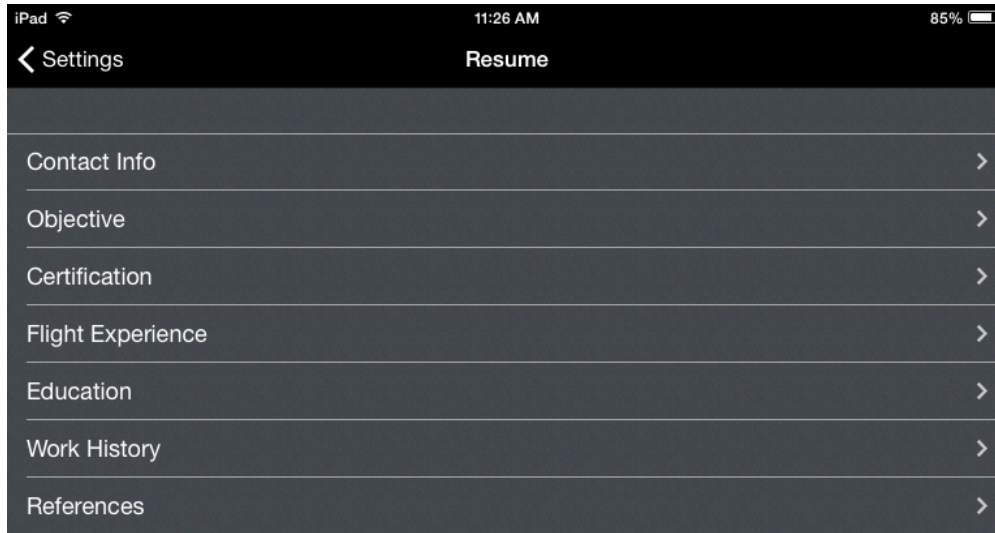 iPad 11:26 AM 85%
Settings Resume
Contact Info
Objective
Certification
Flight Experience
Education
Work History
References